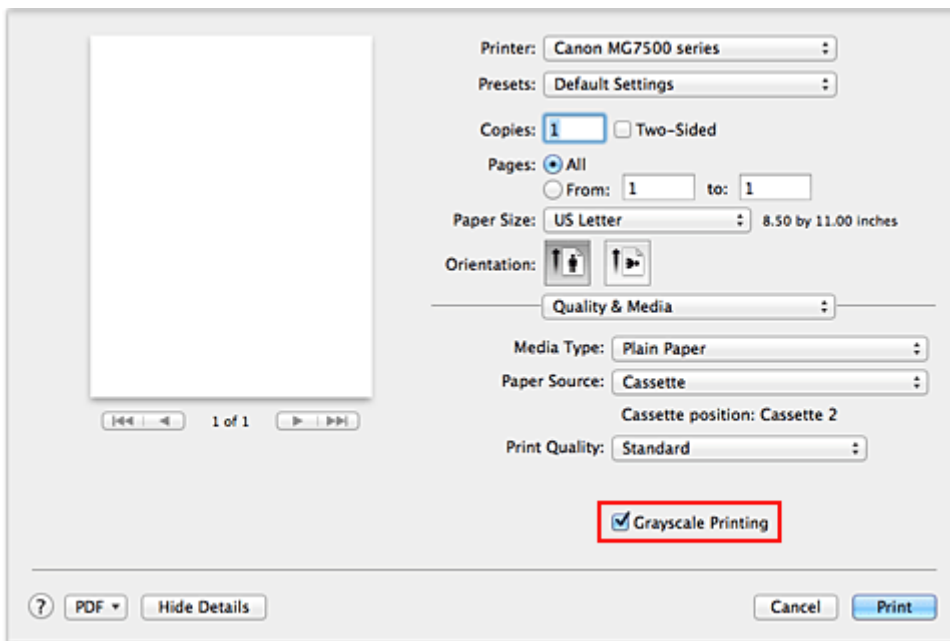 Printer: Canon MG7500 series
Presets: Default Settings
Copies: 1 Two-Sided
Pages: All
From: 1 to: 1
Paper Size: US Letter 8.50 by 11.00 inches
Orientation:
Quality & Media
Media Type: Plain Paper
Paper Source: Cassette
Cassette position: Cassette 2
1 of 1
Print Quality: Standard
Grayscale Printing
? PDF Hide Details Cancel Print